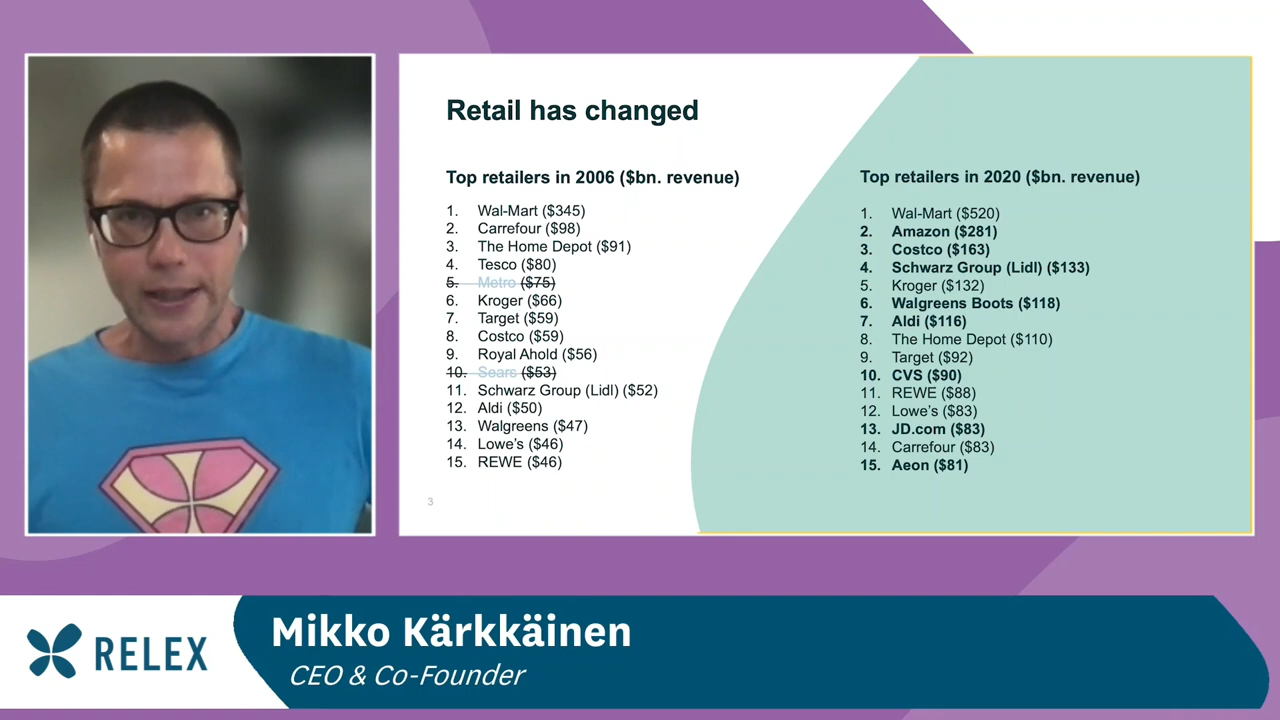 Retail has changed
Top retailers in 2006 ($bn. revenue)
1. Wal-Mart ($345)
2. Carrefour ($98)
3. The Home Depot ($91)
4. Tesco ($80)
5. Metro ($75)
6. Kroger ($66)
7. Target ($59)
8. Costco ($59)
9. Royal Ahold ($56)
10. Sears ($53)
11. Schwarz Group (Lidl) ($52)
12. Aldi ($50)
13. Walgreens ($47)
14. Lowe's ($46)
15. REWE ($46)
3
Top retailers in 2020 ($bn. revenue)
1. Wal-Mart ($520)
2. Amazon ($281)
3. Costco ($163)
4. Schwarz Group (Lidl) ($133)
5. Kroger ($132)
6. Walgreens Boots ($118)
7. Aldi ($116)
8. The Home Depot ($110)
9. Target ($92)
10. CVS ($90)
11. REWE ($88)
12. Lowe's ($83)
13. JD.com ($83)
14. Carrefour ($83)
15. Aeon ($81)
RELEX
Mikko Kärkkäinen
CEO & Co-Founder